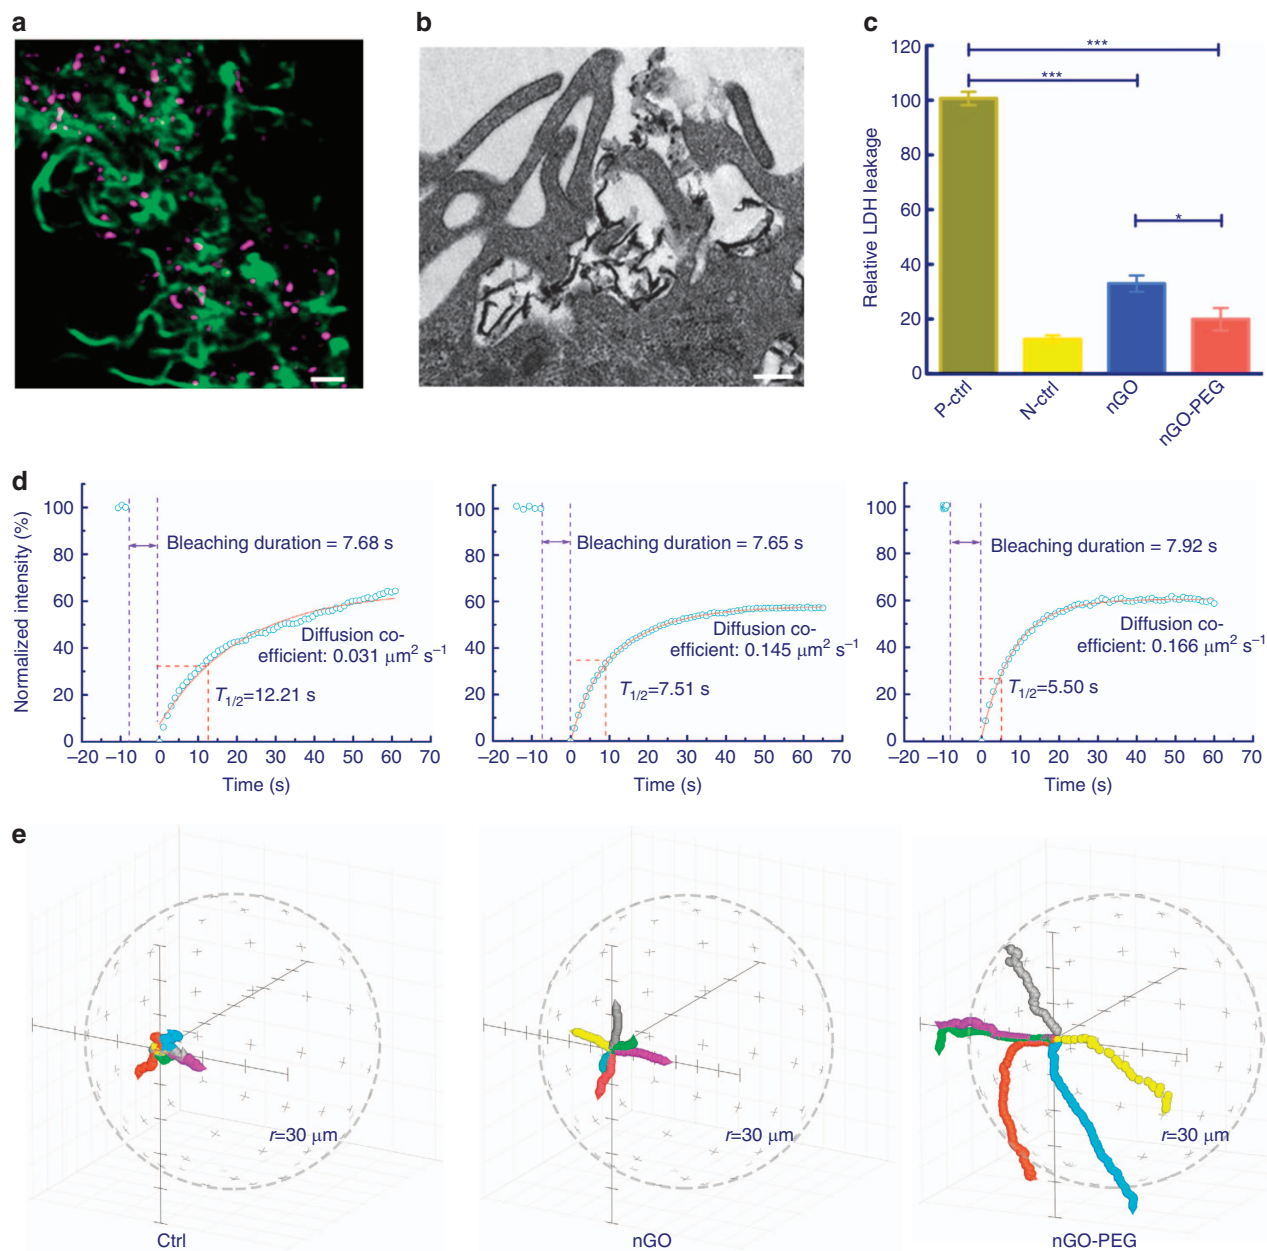 a
b
c
120
100
80
60
40
20
0
Relative LDH leakage
***
***
*
P-ctrl
N-ctrl
nGO
nGO-PEG
d
Normalized intensity (%)
100
80
60
40
20
0
Bleaching duration = 7.68 s
Diffusion co-
efficient: 0.031 μm² s⁻¹
T1/2=12.21 s
–20 –10 0 10 20 30 40 50 60 70
Time (s)
100
80
60
40
20
0
Bleaching duration = 7.65 s
Diffusion co-
efficient: 0.145 μm² s⁻¹
T1/2=7.51 s
–20 –10 0 10 20 30 40 50 60 70
Time (s)
100
80
60
40
20
0
Bleaching duration = 7.92 s
Diffusion co-
efficient: 0.166 μm² s⁻¹
T1/2=5.50 s
–20 –10 0 10 20 30 40 50 60 70
Time (s)
e
r=30 μm
Ctrl
r=30 μm
nGO
r=30 μm
nGO-PEG